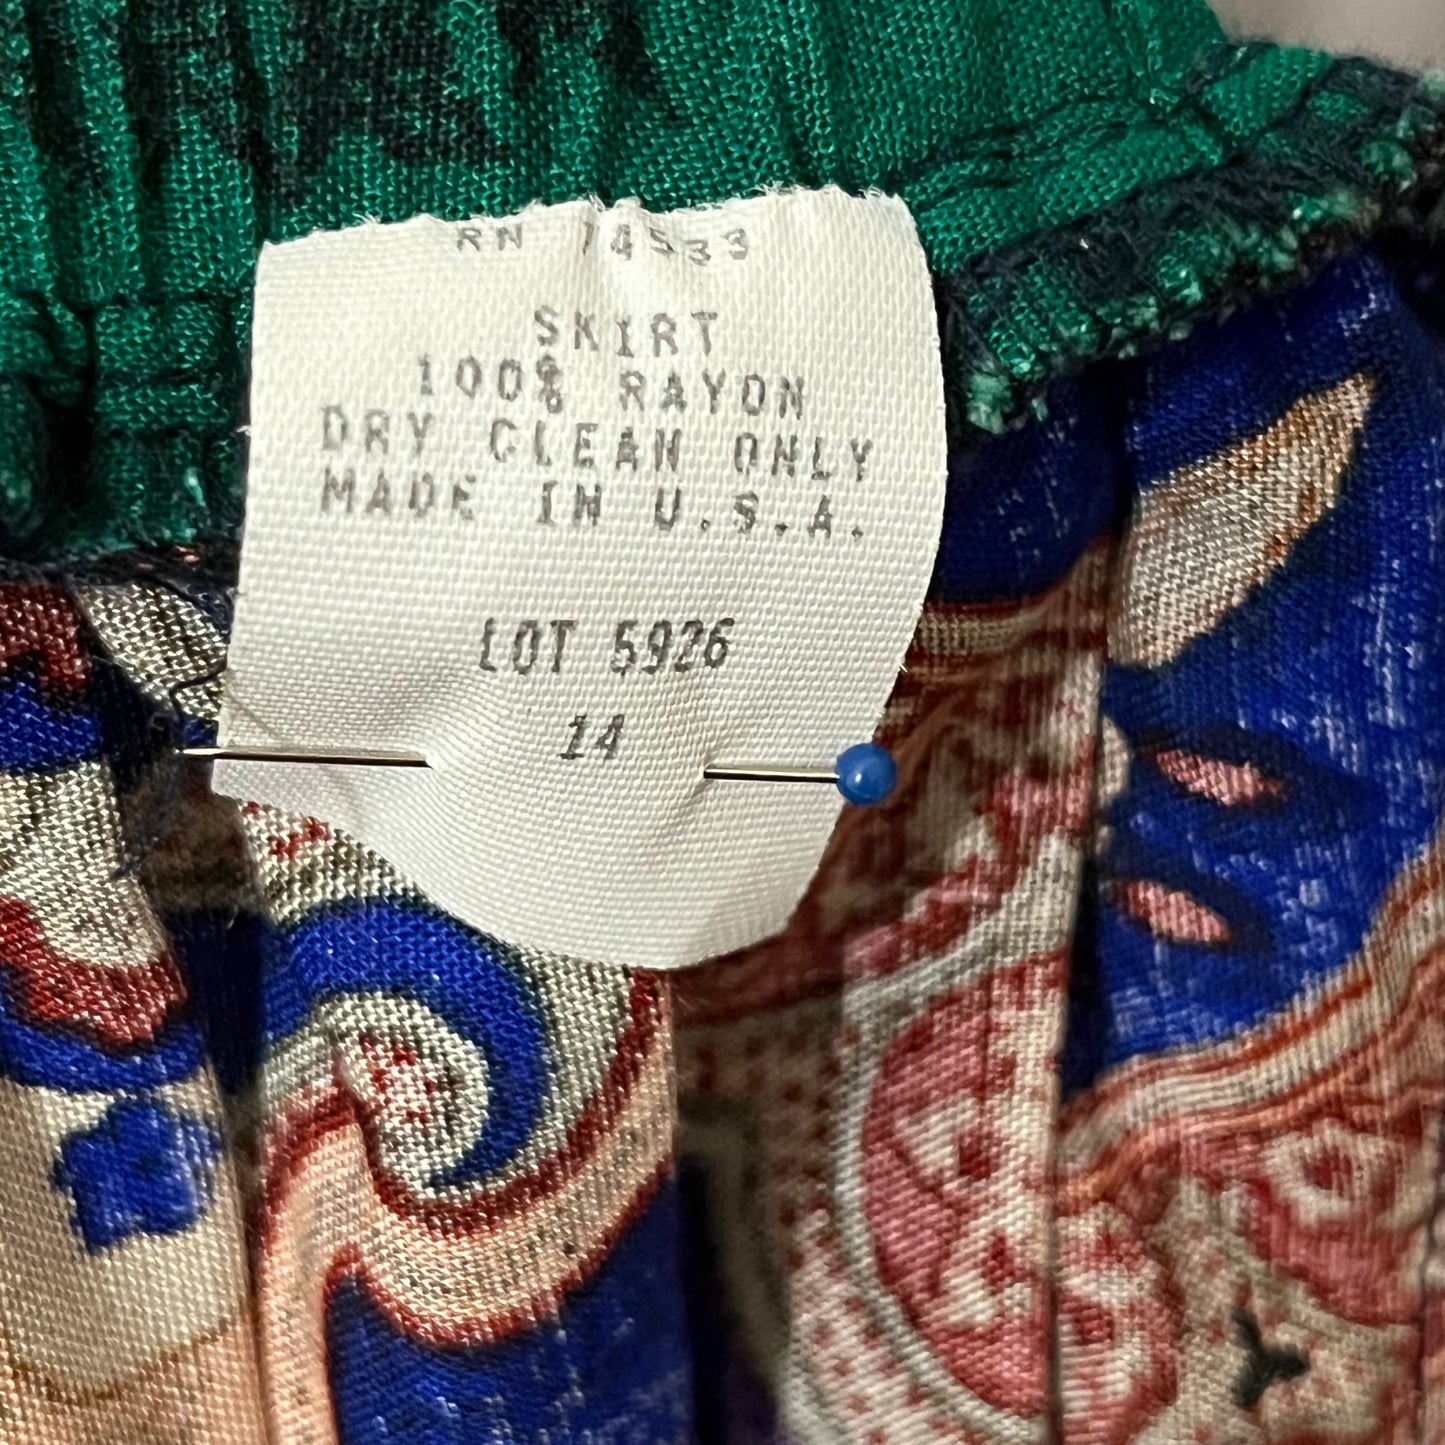 RN 74533
SKIRT
100% RAYON
DRY CLEAN ONLY
MADE IN U.S.A.
LOT 5926
14